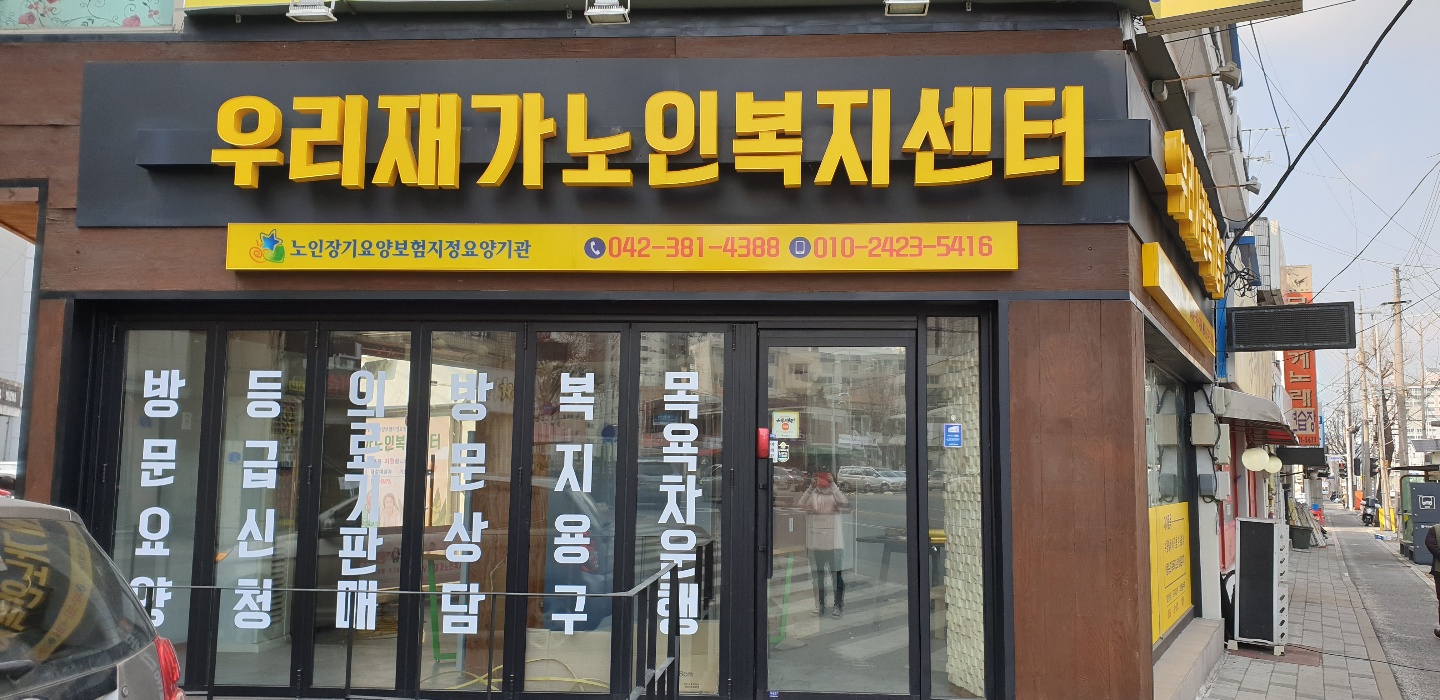 우리재가노인복지센터
노인장기요양보험지정요양기관 042-381-4388 010-2423-5416
방문요양
등급신청
의료기판매
방문상담
복지용구
목욕차운행